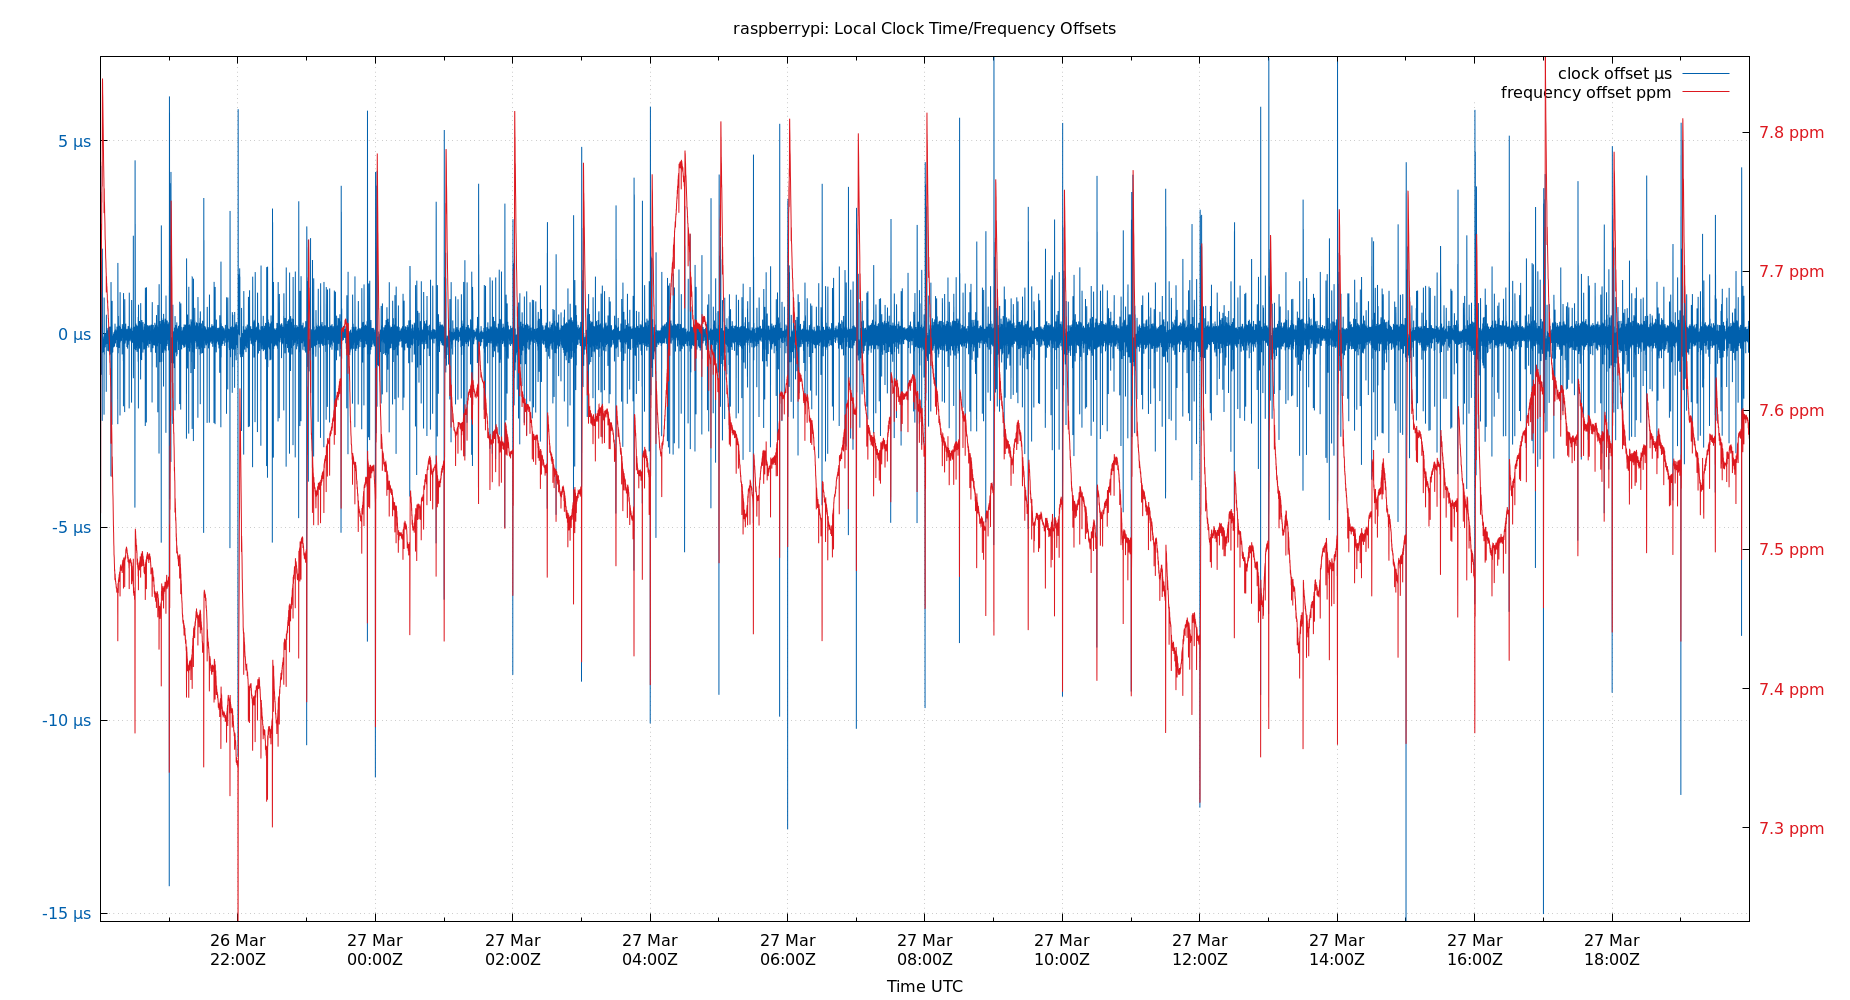 raspberrypi: Local Clock Time/Frequency Offsets
clock offset µs
frequency offset ppm
5 µs
0 µs
-5 µs
-10 µs
-15 µs
7.8 ppm
7.7 ppm
7.6 ppm
7.5 ppm
7.4 ppm
7.3 ppm
26 Mar
22:00Z
27 Mar
00:00Z
27 Mar
02:00Z
27 Mar
04:00Z
27 Mar
06:00Z
27 Mar
08:00Z
27 Mar
10:00Z
27 Mar
12:00Z
27 Mar
14:00Z
27 Mar
16:00Z
27 Mar
18:00Z
Time UTC